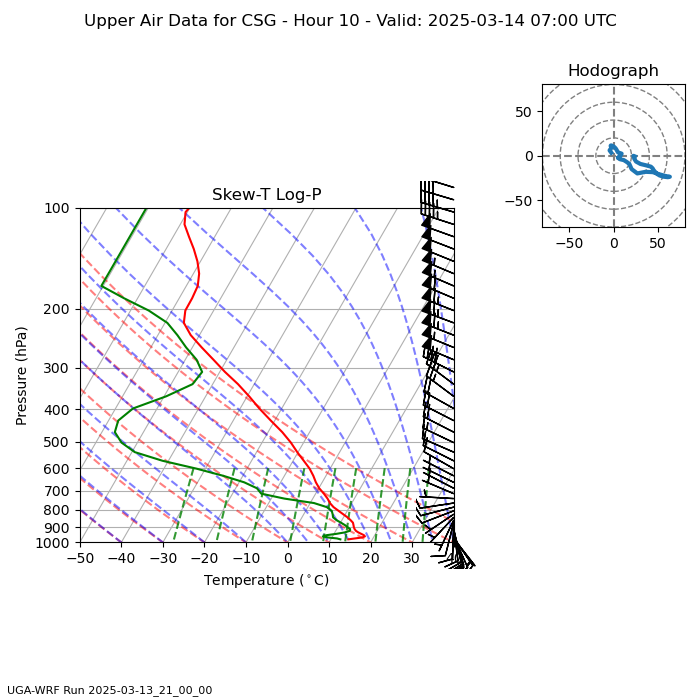 Upper Air Data for CSG - Hour 10 - Valid: 2025-03-14 07:00 UTC
Hodograph
50
0
−50
−50 0 50
Skew-T Log-P
100
200
300
400
500
600
700
800
900
1000
Pressure (hPa)
−50 −40 −30 −20 −10 0 10 20 30
Temperature (°C)
UGA-WRF Run 2025-03-13_21_00_00